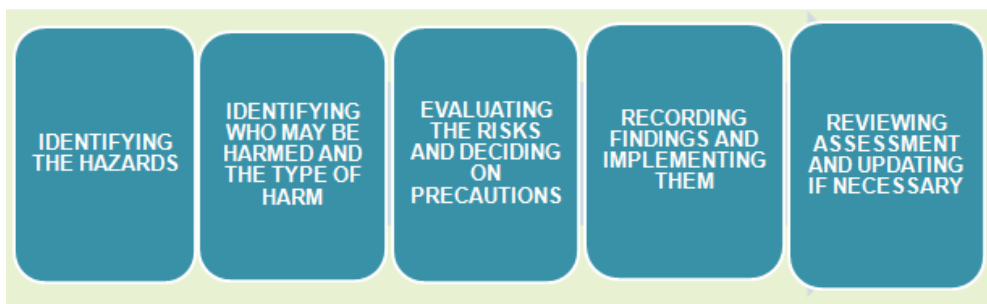 IDENTIFYING
THE HAZARDS
IDENTIFYING
WHO MAY BE
HARMED AND
THE TYPE OF
HARM
EVALUATING
THE RISKS
AND DECIDING
ON
PRECAUTIONS
RECORDING
FINDINGS AND
IMPLEMENTING
THEM
REVIEWING
ASSESSMENT
AND UPDATING
IF NECESSARY